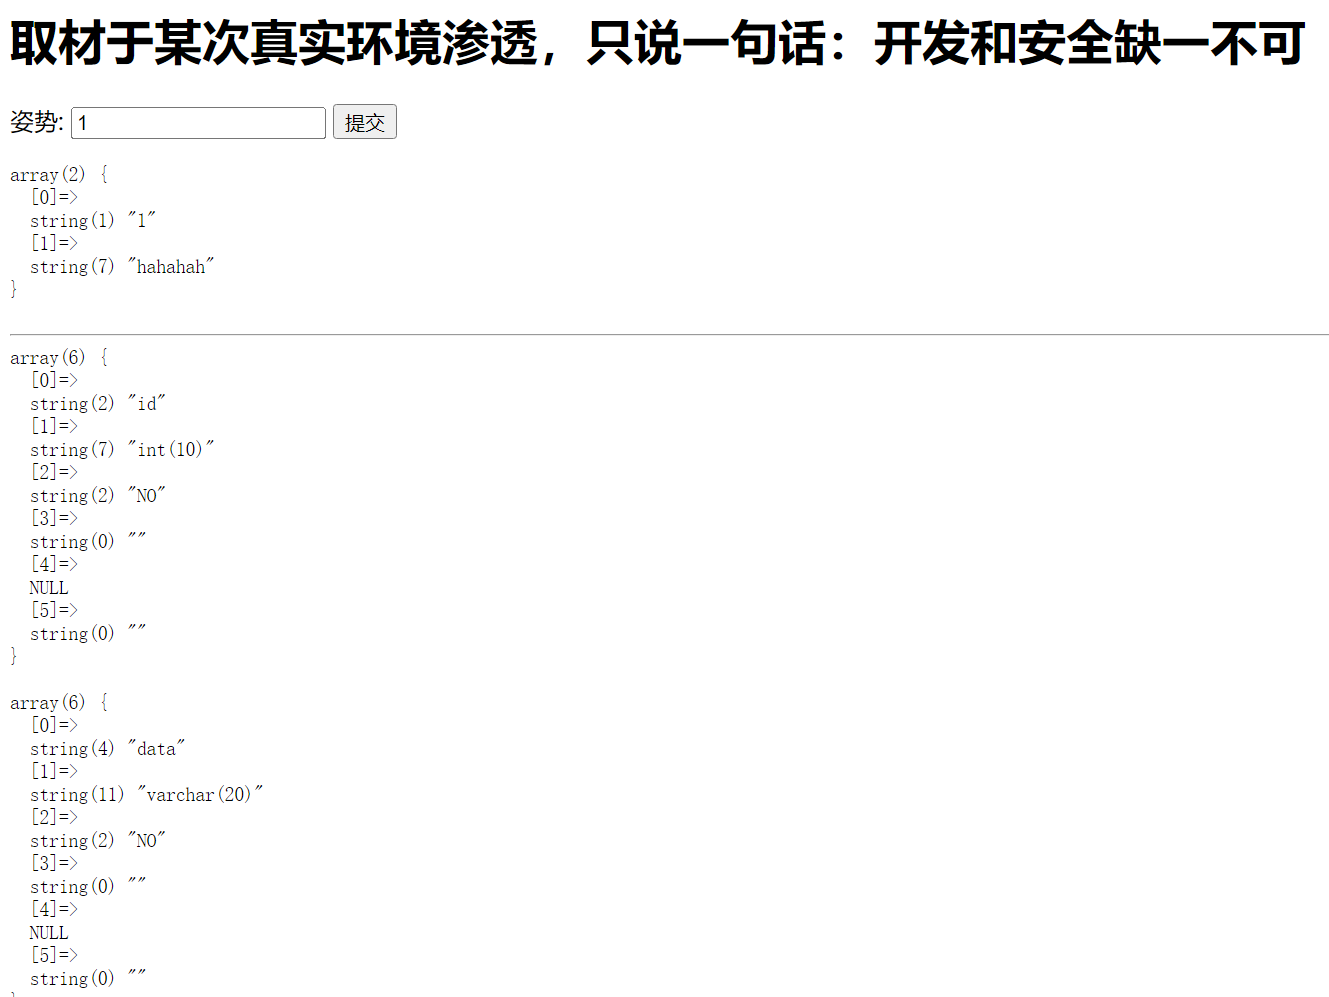 取材于某次真实环境渗透，只说一句话：开发和安全缺一不可
姿势: 1 提交
array(2) {
  [0]=>
  string(1) "1"
  [1]=>
  string(7) "hahahah"
}
array(6) {
  [0]=>
  string(2) "id"
  [1]=>
  string(7) "int(10)"
  [2]=>
  string(2) "NO"
  [3]=>
  string(0) ""
  [4]=>
  NULL
  [5]=>
  string(0) ""
}
array(6) {
  [0]=>
  string(4) "data"
  [1]=>
  string(11) "varchar(20)"
  [2]=>
  string(2) "NO"
  [3]=>
  string(0) ""
  [4]=>
  NULL
  [5]=>
  string(0) ""
}